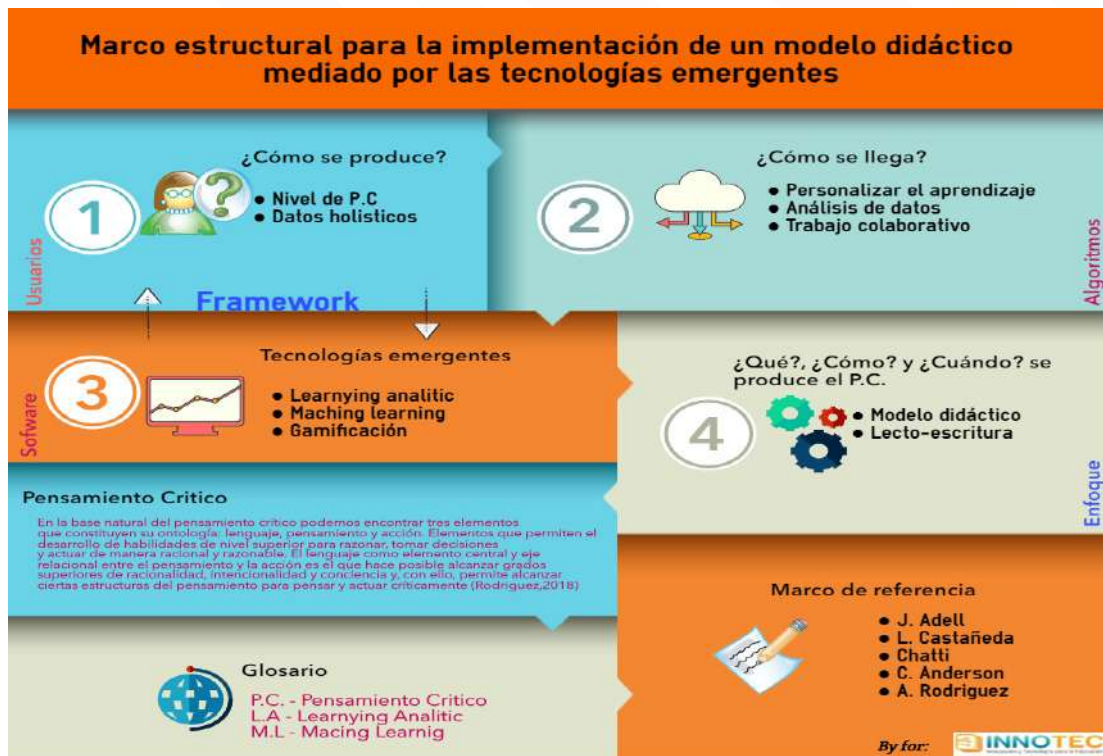 Marco estructural para la implementación de un modelo didáctico
mediado por las tecnologías emergentes
1
¿Cómo se produce?
● Nivel de P.C
● Datos holisticos
Usuarios
Framework
2
¿Cómo se llega?
● Personalizar el aprendizaje
● Análisis de datos
● Trabajo colaborativo
Algoritmos
3
Tecnologías emergentes
● Learnying analitic
● Maching learning
● Gamificación
Sofware
4
¿Qué?, ¿Cómo? y ¿Cuándo? se
produce el P.C.
● Modelo didáctico
● Lecto-escritura
Enfoque
Pensamiento Critico
En la base natural del pensamiento crítico podemos encontrar tres elementos
que constituyen su ontología: lenguaje, pensamiento y acción. Elementos que permiten el
desarrollo de habilidades de nivel superior para razonar, tomar decisiones
y actuar de manera racional y razonable. El lenguaje como elemento central y eje
relacional entre el pensamiento y la acción es el que hace posible alcanzar grados
superiores de racionalidad, intencionalidad y conciencia y, con ello, permite alcanzar
ciertas estructuras del pensamiento para pensar y actuar críticamente (Rodriguez,2018)
Marco de referencia
● J. Adell
● L. Castañeda
● Chatti
● C. Anderson
● A. Rodriguez
Glosario
P.C. - Pensamiento Critico
L.A - Learnying Analitic
M.L - Macing Learnig
By for:
INNOTEC